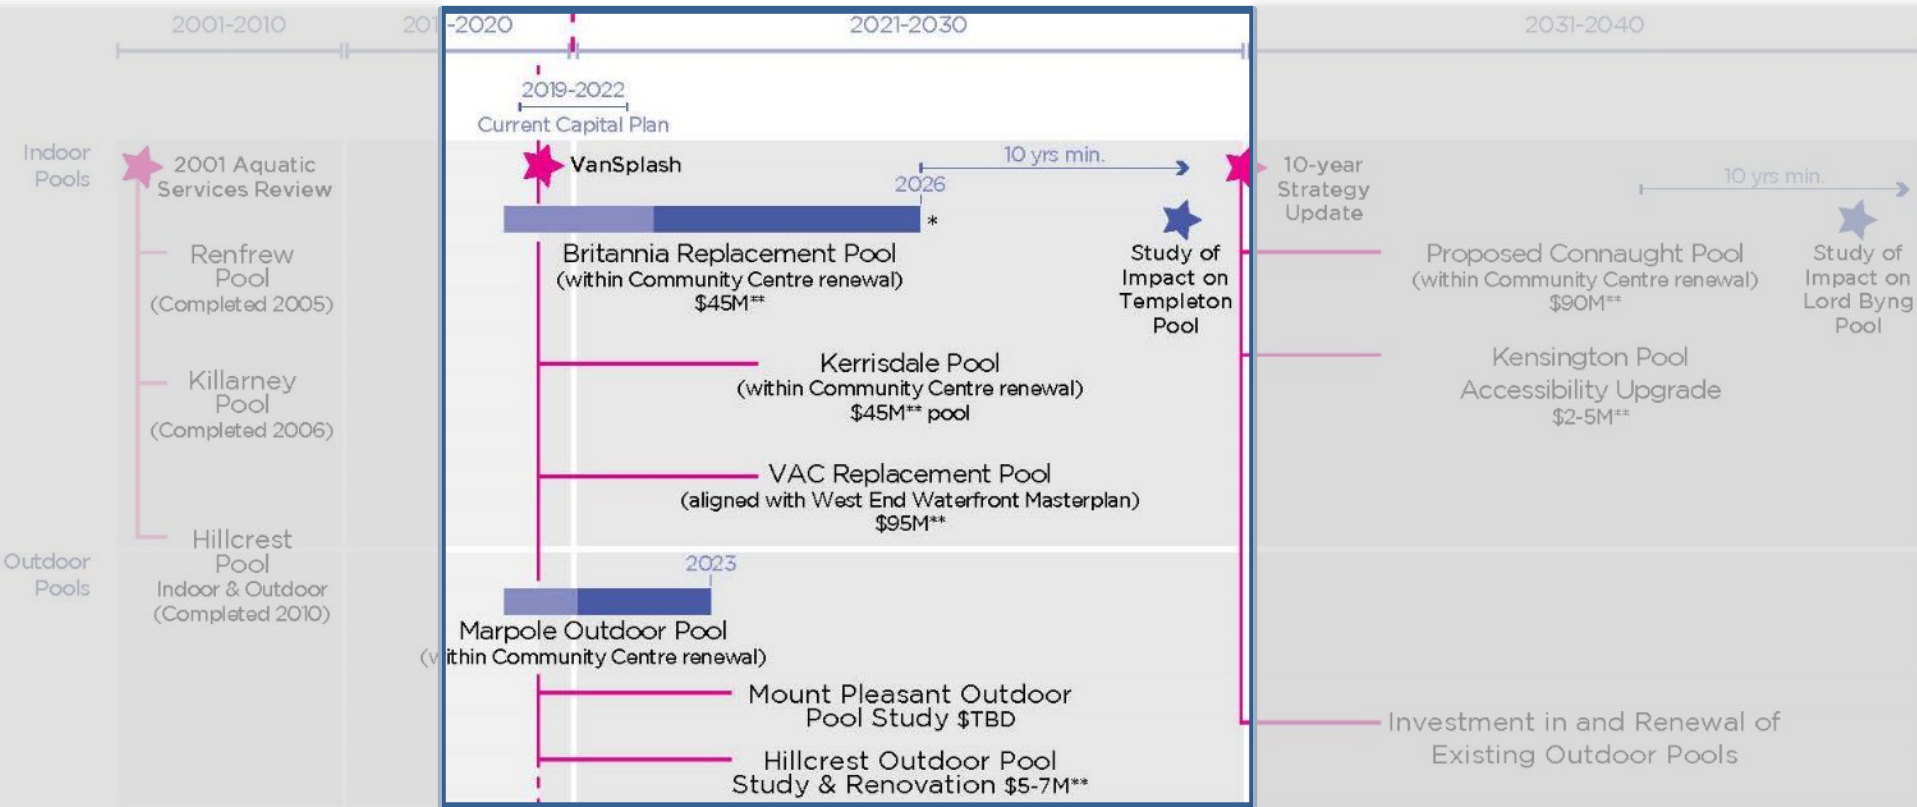 2001-2010
2011-2020
2021-2030
2031-2040
2019-2022
Current Capital Plan
Indoor
Pools
2001 Aquatic
Services Review
Renfrew
Pool
(Completed 2005)
Killarney
Pool
(Completed 2006)
Hillcrest
Pool
Indoor & Outdoor
(Completed 2010)
VanSplash
10 yrs min.
2026
*
Britannia Replacement Pool
(within Community Centre renewal)
$45M**
Study of
Impact on
Templeton
Pool
Kerrisdale Pool
(within Community Centre renewal)
$45M** pool
VAC Replacement Pool
(aligned with West End Waterfront Masterplan)
$95M**
10-year
Strategy
Update
10 yrs min.
Proposed Connaught Pool
(within Community Centre renewal)
$90M**
Study of
Impact on
Lord Byng
Pool
Kensington Pool
Accessibility Upgrade
$2-5M**
Outdoor
Pools
2023
Marpole Outdoor Pool
(within Community Centre renewal)
Mount Pleasant Outdoor
Pool Study $TBD
Hillcrest Outdoor Pool
Study & Renovation $5-7M**
Investment in and Renewal of
Existing Outdoor Pools